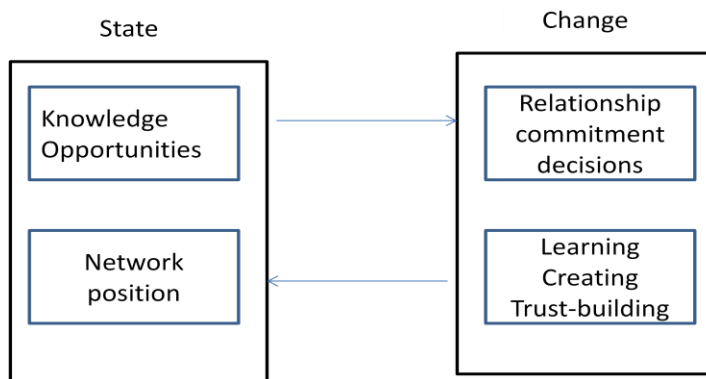 State
Change
Knowledge
Opportunities
Relationship
commitment
decisions
Network
position
Learning
Creating
Trust-building